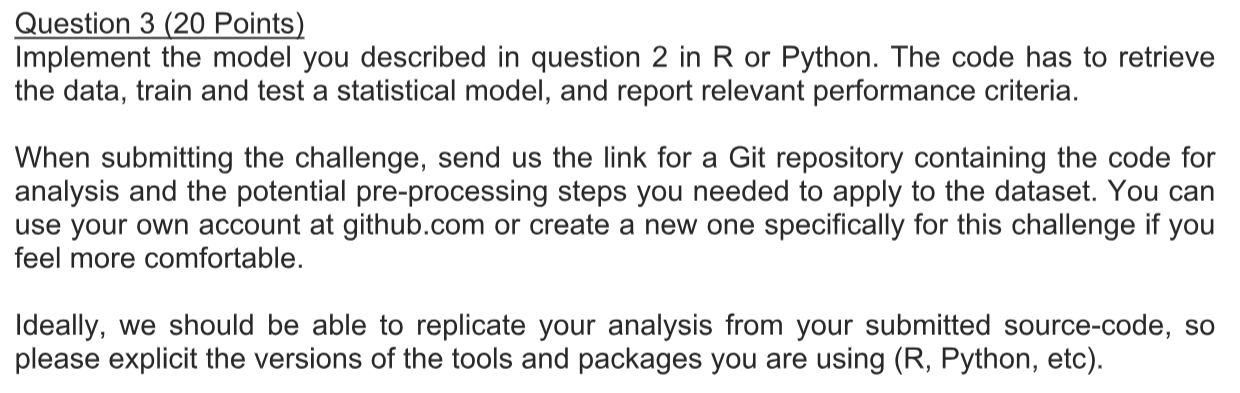 Question 3 (20 Points)
Implement the model you described in question 2 in R or Python. The code has to retrieve
the data, train and test a statistical model, and report relevant performance criteria.
When submitting the challenge, send us the link for a Git repository containing the code for
analysis and the potential pre-processing steps you needed to apply to the dataset. You can
use your own account at github.com or create a new one specifically for this challenge if you
feel more comfortable.
Ideally, we should be able to replicate your analysis from your submitted source-code, so
please explicit the versions of the tools and packages you are using (R, Python, etc).